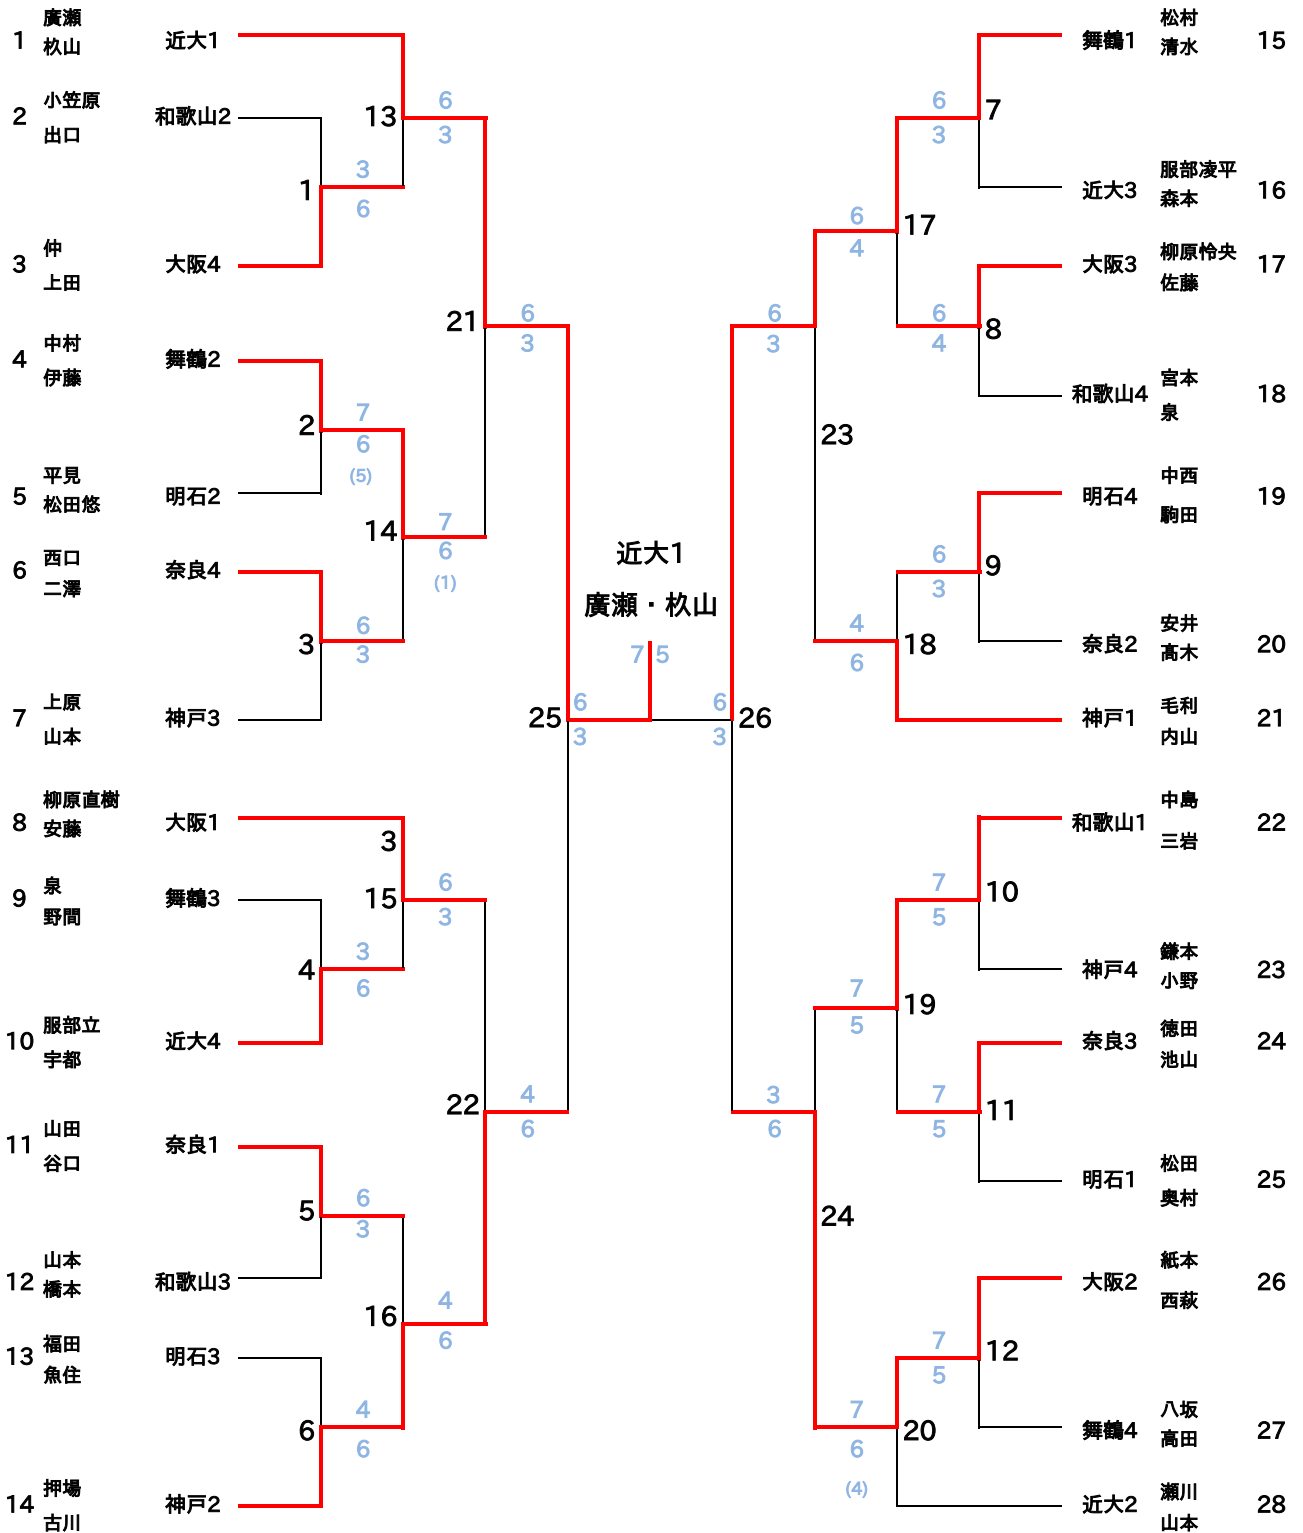 1 廣瀬 近大1
杦山
2 小笠原 和歌山2
出口
13
6
3
1
3
6
3 仲 大阪4
上田
21
6
3
4 中村 舞鶴2
伊藤
2
7
6
(5)
5 平見 明石2
松田悠
14
7
6
(1)
6 西口 奈良4
二澤
3
6
3
7 上原 神戸3
山本
25
6
3
8 柳原直樹 大阪1
安藤
3
15
6
3
9 泉 舞鶴3
野間
4
3
6
10 服部立 近大4
宇都
22
4
6
11 山田 奈良1
谷口
5
6
3
12 山本 和歌山3
橋本
16
4
6
13 福田 明石3
魚住
6
4
6
14 押場 神戸2
古川
近大1
廣瀬・杦山
7 5
舞鶴1 松村 15
清水
7
6
3
近大3 服部凌平 16
森本
17
6
4
大阪3 柳原怜央 17
佐藤
8
6
4
和歌山4 宮本 18
泉
6
3
23
明石4 中西 19
駒田
9
6
3
奈良2 安井 20
髙木
18
4
6
神戸1 毛利 21
内山
26
6
3
和歌山1 中島 22
三岩
10
7
5
神戸4 鎌本 23
小野
19
7
5
奈良3 徳田 24
池山
11
7
5
明石1 松田 25
奥村
3
6
24
大阪2 紙本 26
西萩
12
7
5
舞鶴4 八坂 27
高田
20
7
6
(4)
近大2 瀬川 28
山本